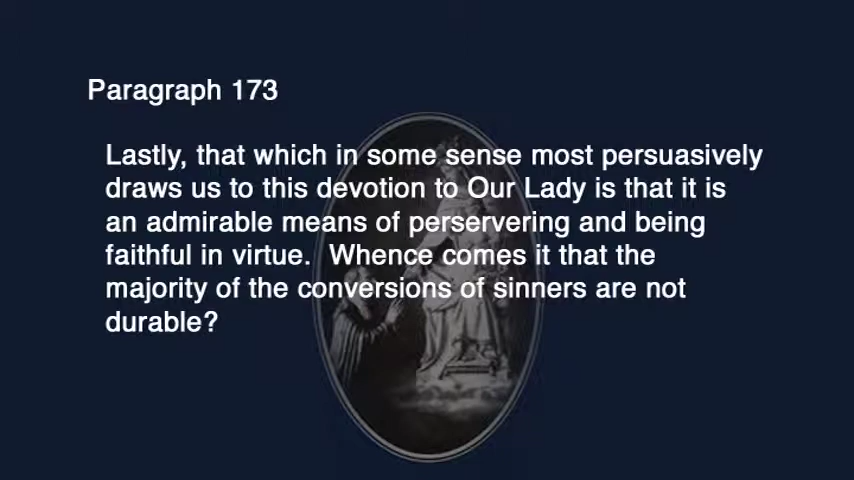 Paragraph 173
Lastly, that which in some sense most persuasively
draws us to this devotion to Our Lady is that it is
an admirable means of perservering and being
faithful in virtue.  Whence comes it that the
majority of the conversions of sinners are not
durable?